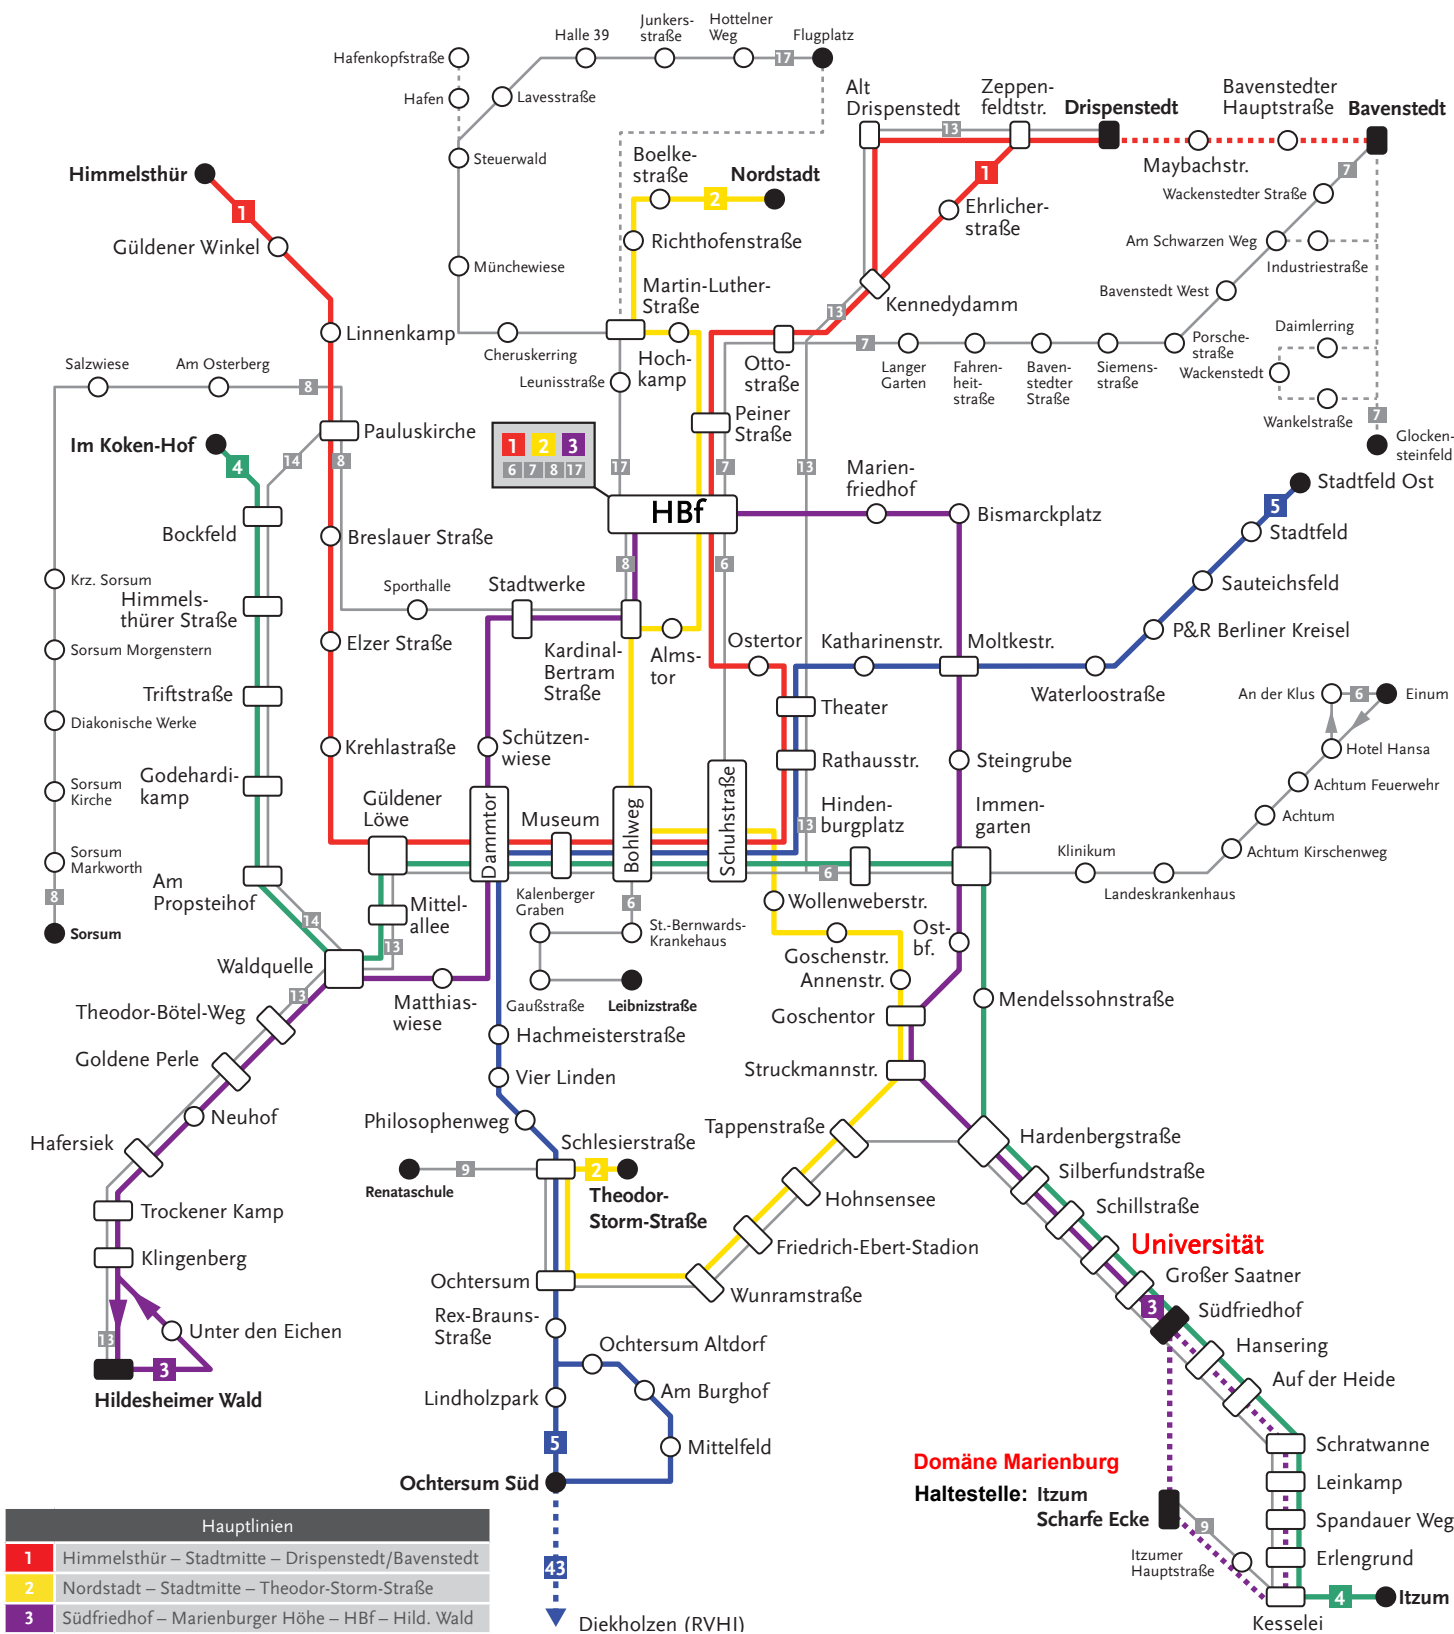 Junkers-
straße
Hottelner
Weg
Halle 39
Flugplatz
17
Hafenkopfstraße
Hafen
Lavesstraße
Steuerwald
Münchewiese
Cheruskerring
Leunisstraße
17
Alt
Drispenstedt
13
Zeppen-
feldtstr.
Drispenstedt
Bavenstedter
Hauptstraße
Bavenstedt
Maybachstr.
7
Wackenstedter Straße
Am Schwarzen Weg
Industriestraße
Bavenstedt West
Daimlerring
Wackenstedt
Wankelstraße
7
Glocken-
steinfeld
Porsche-
straße
Siemens-
straße
Baven-
stedter
Straße
Fahren-
heit-
straße
Langer
Garten
7
1
Ehrlicher-
straße
Kennedydamm
13
Otto-
straße
Peiner
Straße
7
13
Boelke-
straße
2
Nordstadt
Richthofenstraße
Martin-Luther-
Straße
Hoch-
kamp
Himmelsthür
1
Güldener Winkel
Linnenkamp
Salzwiese
Am Osterberg
8
Im Koken-Hof
4
14
8
Pauluskirche
1 2 3
6 7 8 17
HBf
Marien-
friedhof
Bismarckplatz
Stadtfeld Ost
5
Stadtfeld
Sauteichsfeld
P&R Berliner Kreisel
Waterloostraße
Moltkestr.
Katharinenstr.
Bockfeld
Breslauer Straße
Krz. Sorsum
Himmels-
thürer Straße
Sporthalle
Stadtwerke
8
6
Kardinal-
Bertram
Straße
Alms-
tor
Ostertor
Elzer Straße
Sorsum Morgenstern
Triftstraße
Diakonische Werke
Theater
An der Klus
6
Einum
Hotel Hansa
Achtum Feuerwehr
Achtum
Achtum Kirschenweg
Landeskrankenhaus
Klinikum
Krehlastraße
Schützen-
wiese
Rathausstr.
Steingrube
Godehardi-
kamp
Sorsum
Kirche
Güldener
Löwe
Dammtor
Museum
Bohlweg
Schuhstraße
13
Hinden-
burgplatz
Immen-
garten
6
Sorsum
Markworth
8
Sorsum
Am
Propsteihof
14
Mittel-
allee
13
Kalenberger
Graben
6
St.-Bernwards-
Krankehaus
Gaußstraße
Leibnizstraße
Wollenweberstr.
Goschenstr.
Annenstr.
Ost-
bf.
Waldquelle
Matthias-
wiese
13
Theodor-Bötel-Weg
Goldene Perle
Neuhof
Hafersiek
Trockener Kamp
Klingenberg
Unter den Eichen
13
3
Hildesheimer Wald
Hachmeisterstraße
Vier Linden
Philosophenweg
Schlesierstraße
9
Renataschule
2
Theodor-
Storm-Straße
Goschentor
Mendelssohnstraße
Struckmannstr.
Tappenstraße
Hohnsensee
Friedrich-Ebert-Stadion
Wunramstraße
Ochtersum
Rex-Brauns-
Straße
Ochtersum Altdorf
Am Burghof
Lindholzpark
5
Mittelfeld
Ochtersum Süd
43
Diekholzen (RVHI)
Hardenbergstraße
Silberfundstraße
Schillstraße
Universität
Großer Saatner
3
Südfriedhof
Hansering
Auf der Heide
Schratwanne
Leinkamp
Spandauer Weg
Erlengrund
4
Itzum
Kesselei
Domäne Marienburg
Haltestelle: Itzum
Scharfe Ecke
9
Itzumer
Hauptstraße
Hauptlinien
1 Himmelsthür – Stadtmitte – Drispenstedt/Bavenstedt
2 Nordstadt – Stadtmitte – Theodor-Storm-Straße
3 Südfriedhof – Marienburger Höhe – HBf – Hild. Wald